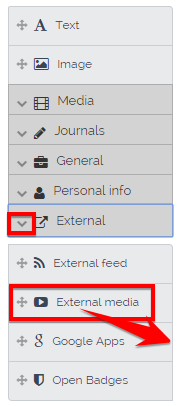 Text
Image
Media
Journals
General
Personal info
External
External feed
External media
Google Apps
Open Badges